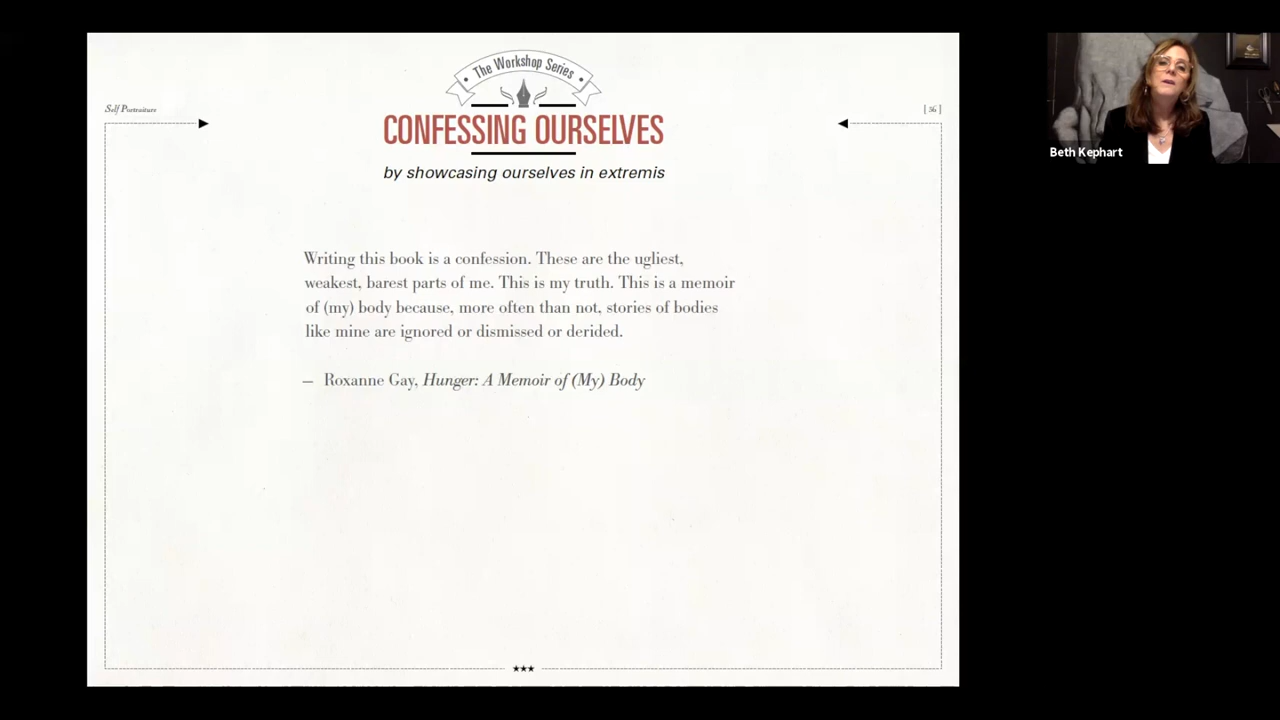 The Workshop Series
Self Portraiture
[ 56 ]
CONFESSING OURSELVES
by showcasing ourselves in extremis
Writing this book is a confession. These are the ugliest,
weakest, barest parts of me. This is my truth. This is a memoir
of (my) body because, more often than not, stories of bodies
like mine are ignored or dismissed or derided.
— Roxanne Gay, Hunger: A Memoir of (My) Body
Beth Kephart